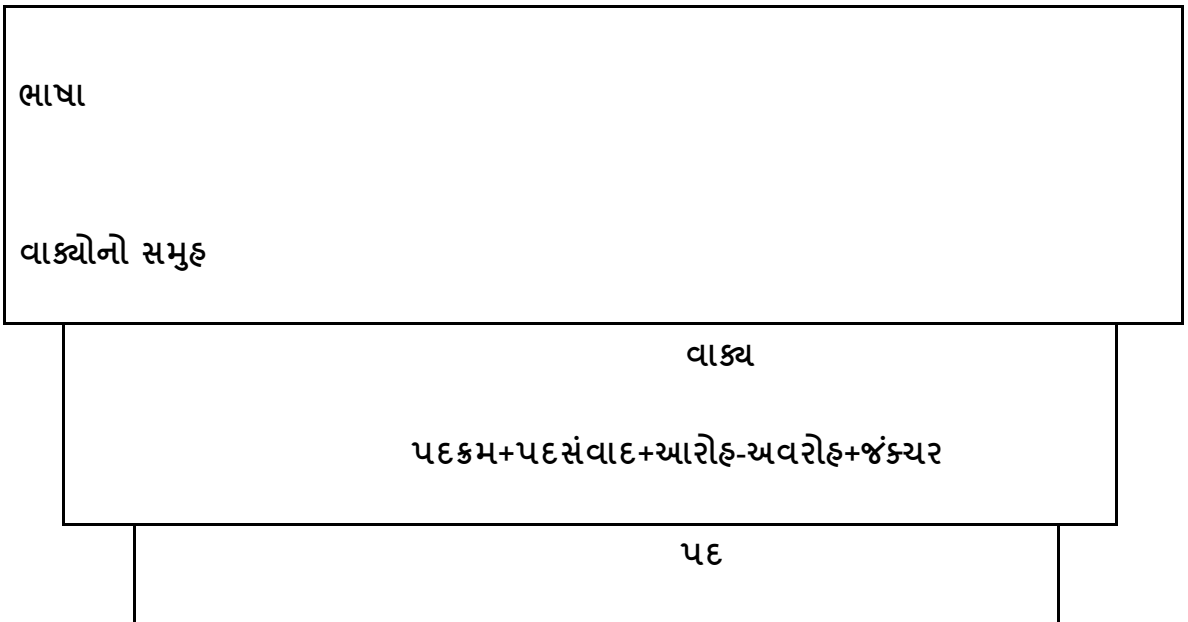 ભાષા
વાક્યોનો સમુહ
વાક્ય
પદક્રમ+પદસંવાદ+આરોહ-અવરોહ+જંક્ચર
પદ